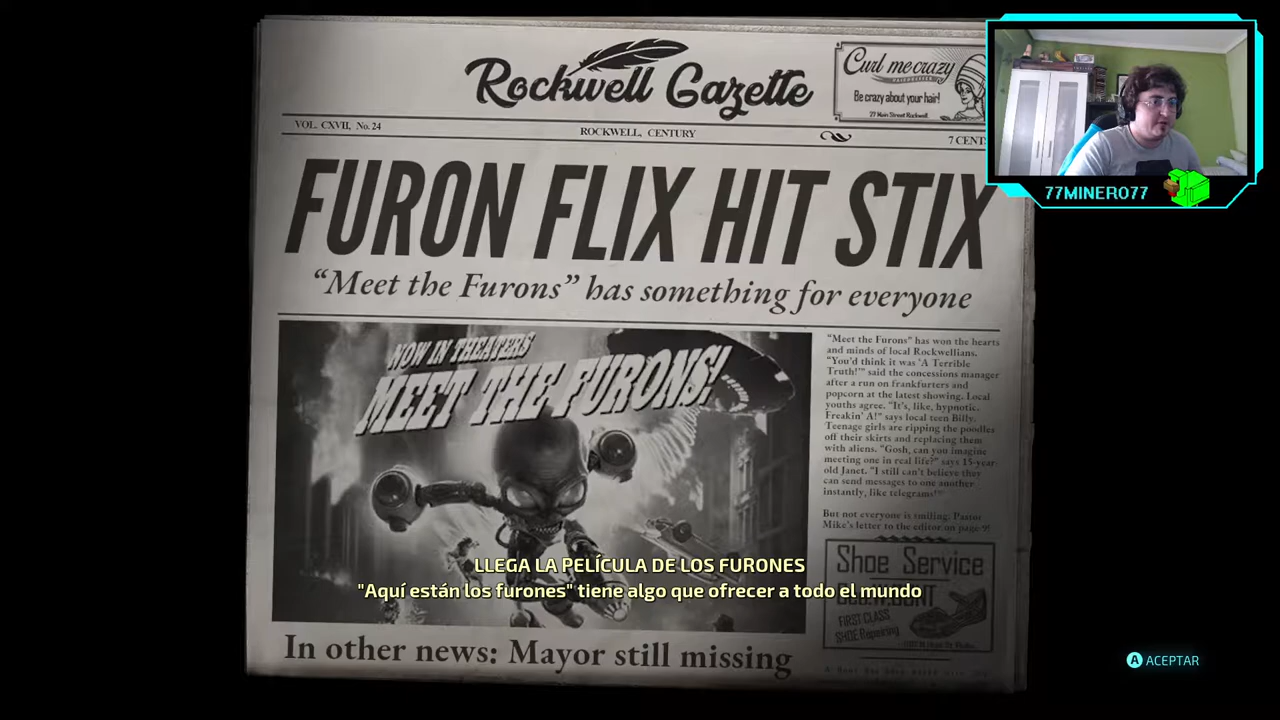 Rockwell Gazette
Curl me crazy
Be crazy about your hair!
27 Main Street Rockwell
VOL. CXVII, No. 24
ROCKWELL, CENTURY
7 CENT
77MINERO77
FURON FLIX HIT STIX
“Meet the Furons” has something for everyone
NOW IN THEATERS
MEET THE FURONS!
"Meet the Furons" has won the hearts
and minds of local Rockwellians.
"You'd think it was 'A Terrible
Truth!'" said the concessions manager
after a run on frankfurters and
popcorn at the latest showing. Local
youths agree. "It's, like, hypnotic.
Freakin' A!" says local teen Billy.
Teenage girls are ripping the poodles
off their skirts and replacing them
with aliens. "Gosh, can you imagine
meeting one in real life?" says 15-year-
old Janet. "I still can't believe they
can send messages to one another
instantly, like telegrams!"
But not everyone is smiling. Pastor
Mike's letter to the editor on page 9!
Shoe Service
FIRST CLASS
SHOE Repairing
LLEGA LA PELÍCULA DE LOS FURONES
"Aquí están los furones" tiene algo que ofrecer a todo el mundo
In other news: Mayor still missing
A ACEPTAR